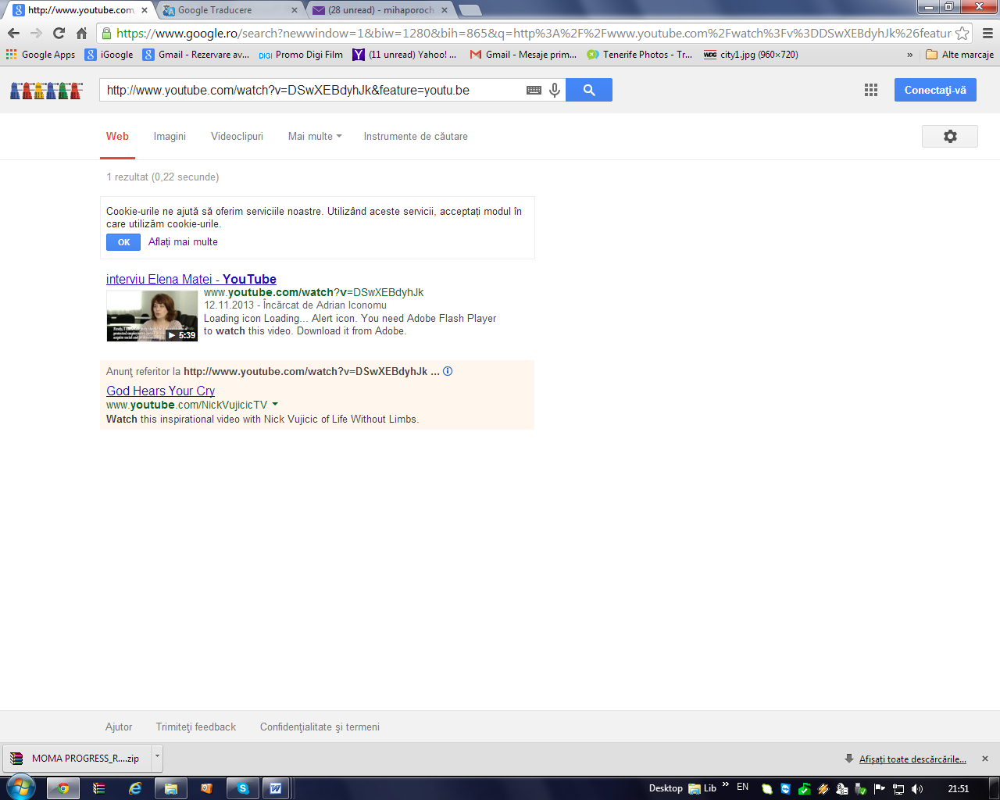 http://www.youtube.com
Google Traducere
(28 unread) - mihaporoch
https://www.google.ro/search?newwindow=1&biw=1280&bih=865&q=http%3A%2F%2Fwww.youtube.com%2Fwatch%3Fv%3DDSwXEBdyhJk%26featur
Google Apps
iGoogle
Gmail - Rezervare av...
DIGI Promo Digi Film
(11 unread) Yahoo! ...
Gmail - Mesaje prim...
Tenerife Photos - Tr...
city1.jpg (960×720)
»
Alte marcaje
http://www.youtube.com/watch?v=DSwXEBdyhJk&feature=youtu.be
Conectaţi-vă
Web
Imagini
Videoclipuri
Mai multe
Instrumente de căutare
1 rezultat (0,22 secunde)
Cookie-urile ne ajută să oferim serviciile noastre. Utilizând aceste servicii, acceptați modul în
care utilizăm cookie-urile.
OK
Aflați mai multe
interviu Elena Matei - YouTube
www.youtube.com/watch?v=DSwXEBdyhJk
12.11.2013 - Încărcat de Adrian Iconomu
Loading icon Loading... Alert icon. You need Adobe Flash Player
to watch this video. Download it from Adobe.
5:39
Anunţ referitor la http://www.youtube.com/watch?v=DSwXEBdyhJk ...
God Hears Your Cry
www.youtube.com/NickVujicicTV
Watch this inspirational video with Nick Vujicic of Life Without Limbs.
Ajutor
Trimiteţi feedback
Confidenţialitate şi termeni
MOMA PROGRESS_R....zip
Afișați toate descărcările...
Desktop
Lib
»
EN
21:51